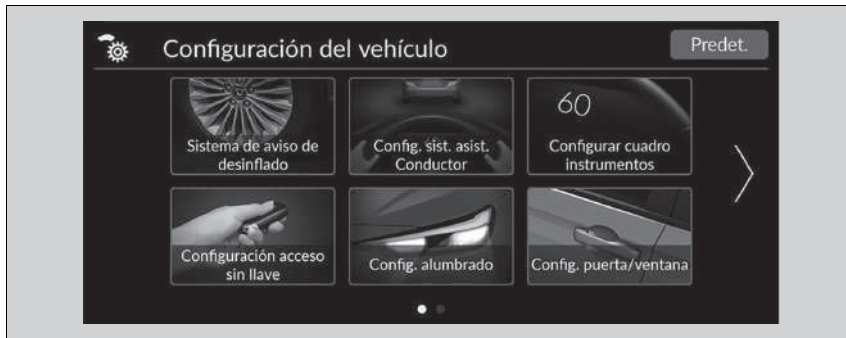 Configuración del vehículo
Predet.
60
Sistema de aviso de
desinflado
Config. sist. asist.
Conductor
Configurar cuadro
instrumentos
Configuración acceso
sin llave
Config. alumbrado
Config. puerta/ventana